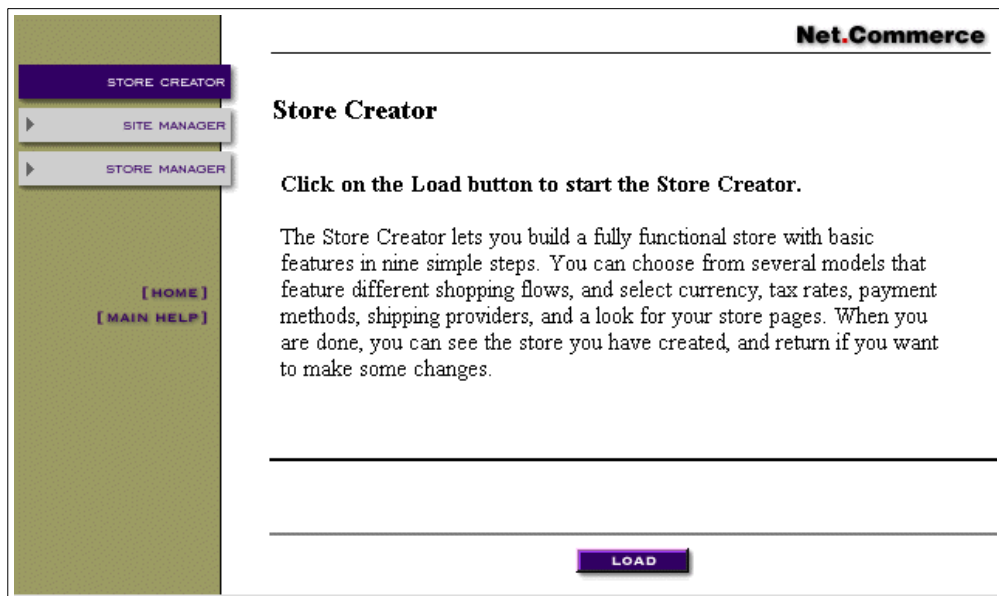 Net.Commerce
STORE CREATOR
SITE MANAGER
STORE MANAGER
[HOME]
[MAIN HELP]
Store Creator
Click on the Load button to start the Store Creator.
The Store Creator lets you build a fully functional store with basic
features in nine simple steps. You can choose from several models that
feature different shopping flows, and select currency, tax rates, payment
methods, shipping providers, and a look for your store pages. When you
are done, you can see the store you have created, and return if you want
to make some changes.
LOAD